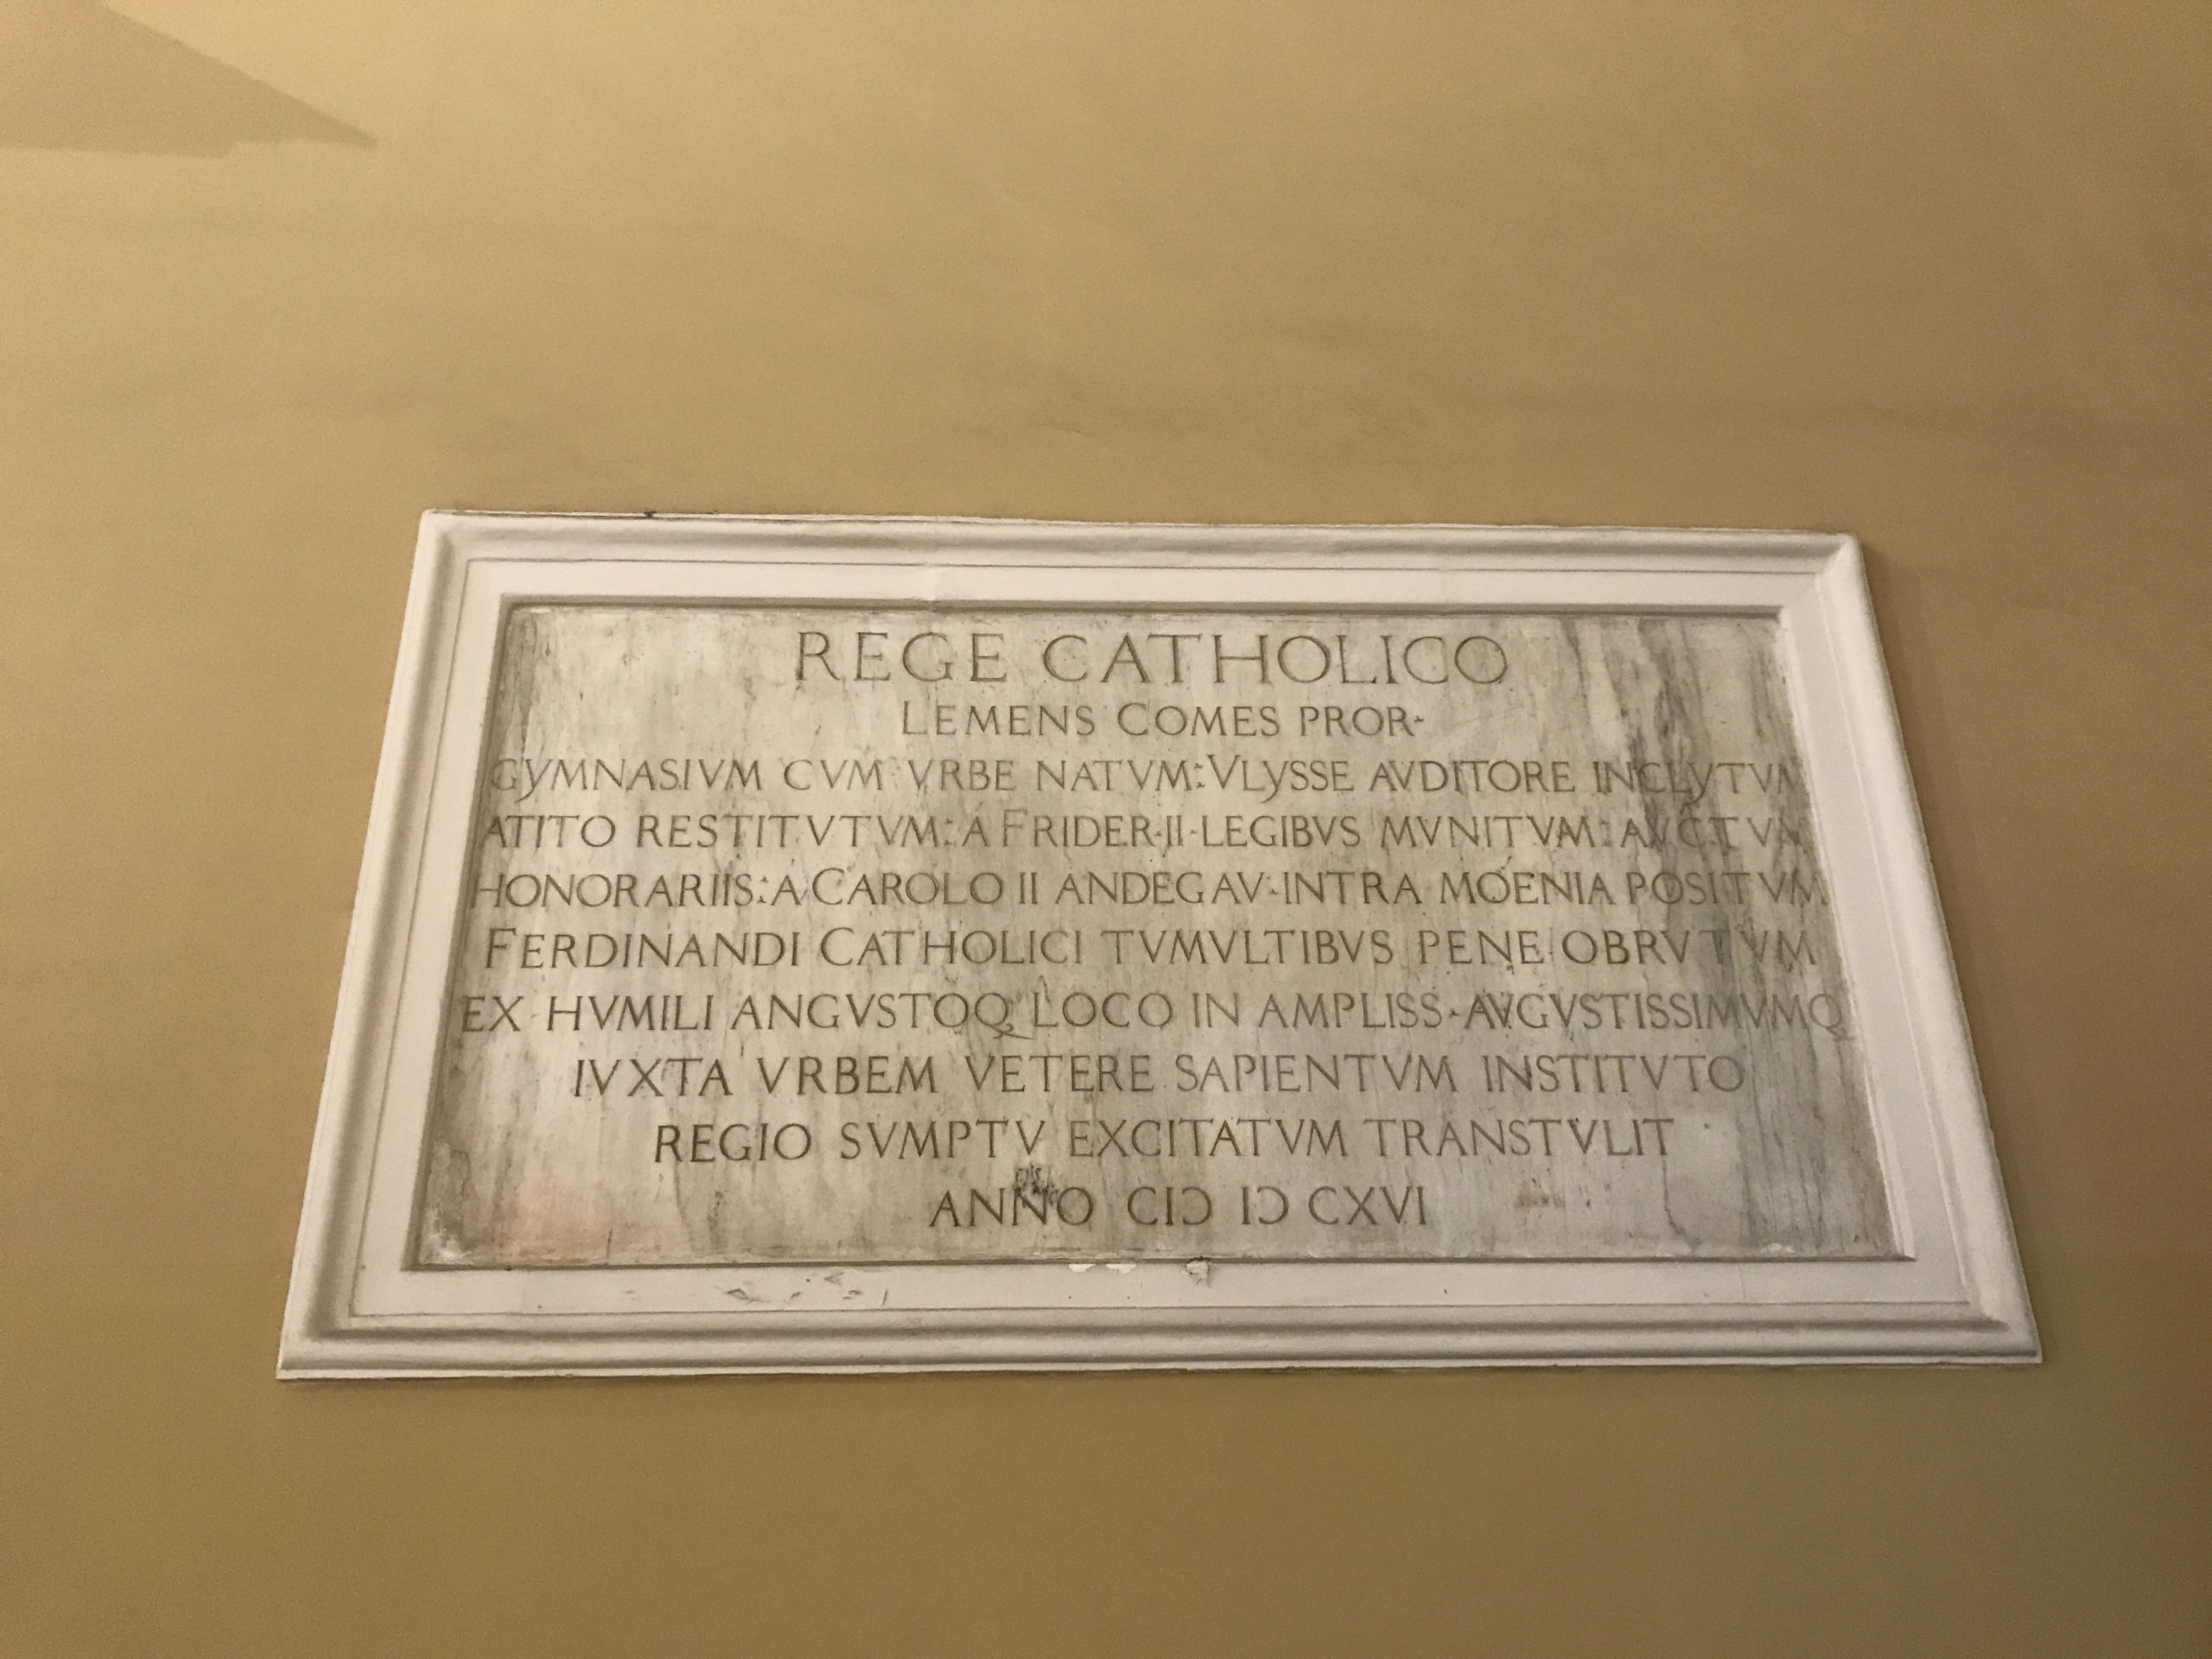 REGE CATHOLICO
LEMENS COMES PROR·
GYMNASIVM CVM VRBE NATVM: VLYSSE AVDITORE INCLYTVM
ATITO RESTITVTVM: A FRIDER·II·LEGIBVS MVNITVM: AVCTVM
HONORARIIS: A CAROLO II ANDEGAV·INTRA MOENIA POSITVM
FERDINANDI CATHOLICI TVMVLTIBVS PENE OBRVTVM
EX HVMILI ANGVSTOQ, LOCO IN AMPLISS·AVGVSTISSIMVMQ,
IVXTA VRBEM VETERE SAPIENTVM INSTITVTO
REGIO SVMPTV EXCITATVM TRANSTVLIT
ANNO CIↃ IↃ CXVI